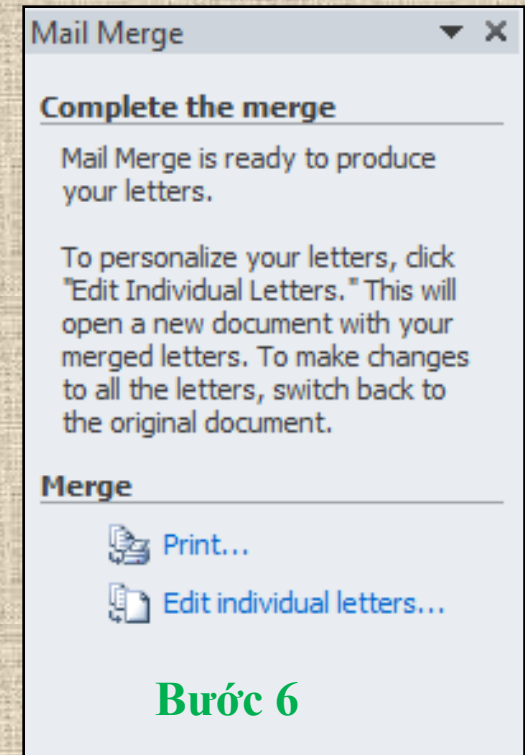 Mail Merge
Complete the merge
Mail Merge is ready to produce
your letters.
To personalize your letters, click
"Edit Individual Letters." This will
open a new document with your
merged letters. To make changes
to all the letters, switch back to
the original document.
Merge
Print...
Edit individual letters...
Bước 6